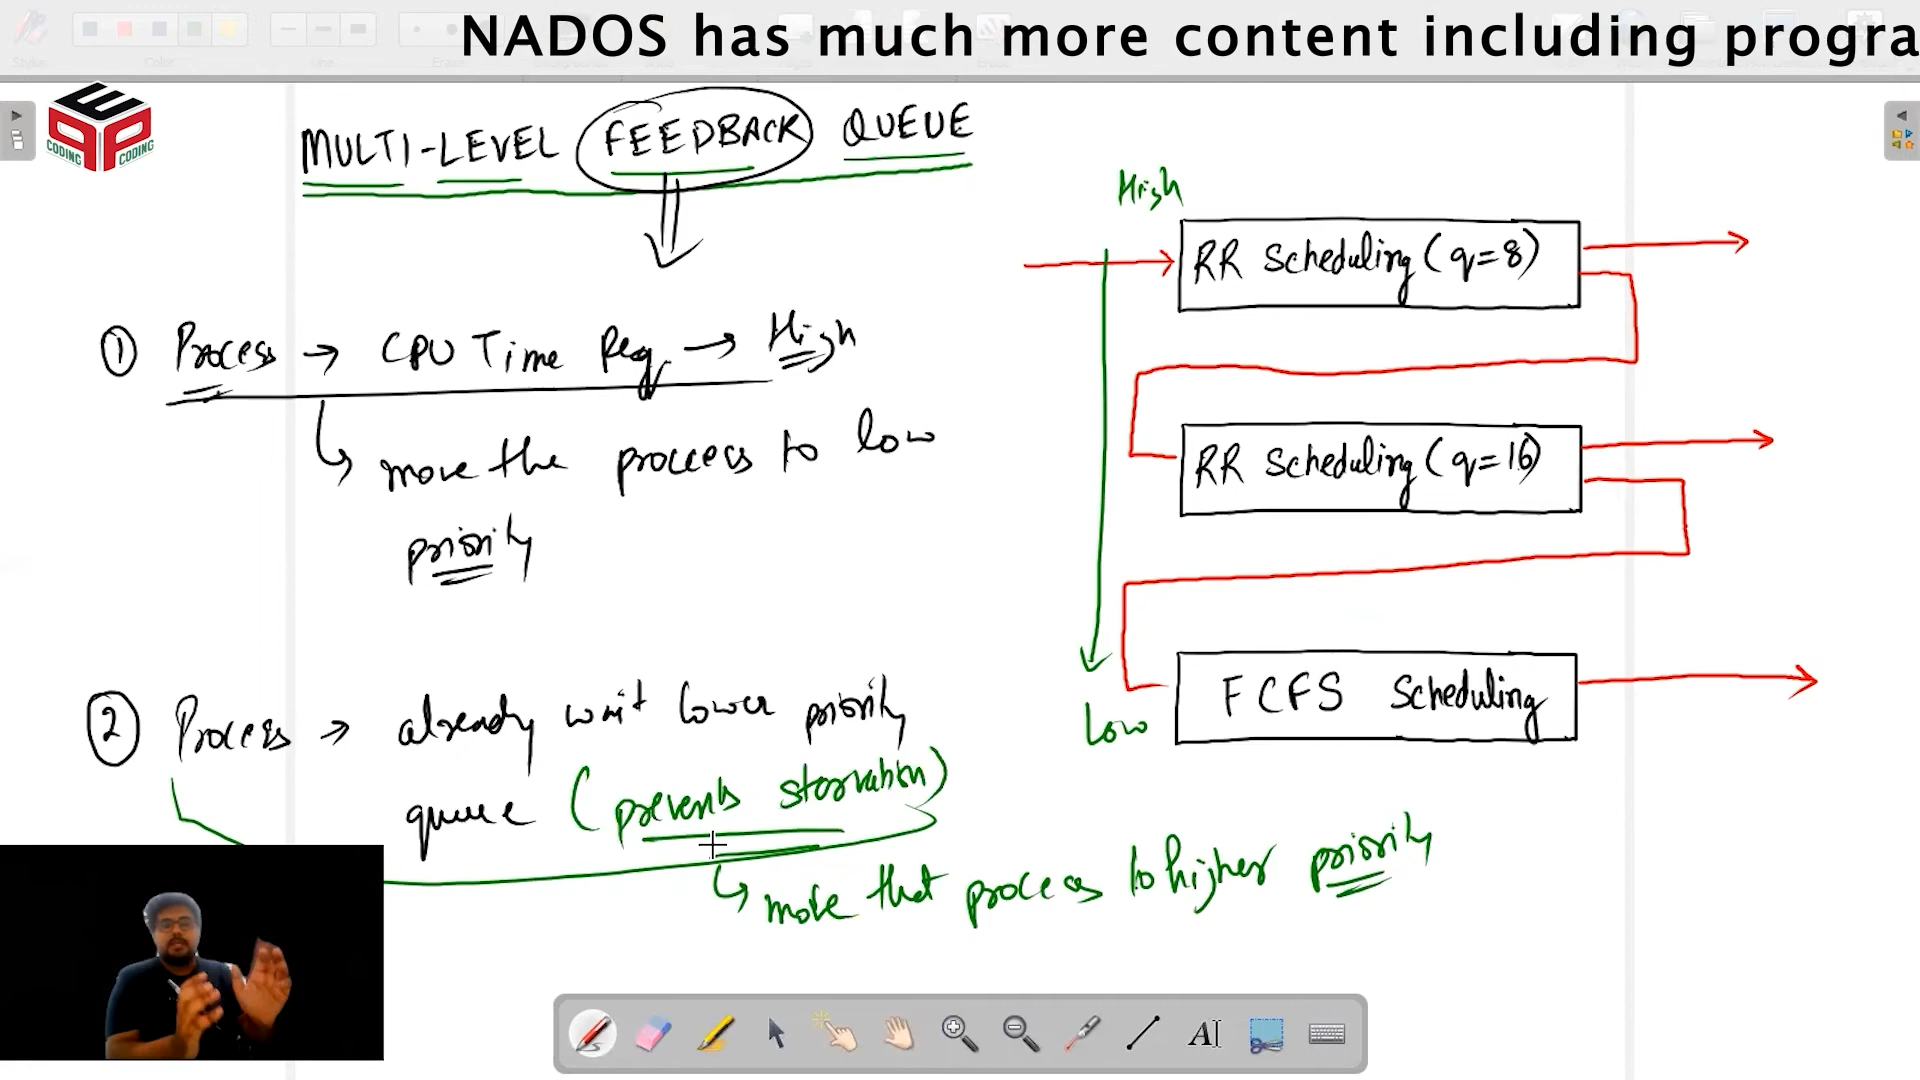 NADOS has much more content including progra
CODING
CODING
MULTI-LEVEL FEEDBACK QUEUE
High
RR Scheduling (q=8)
① Process → CPU Time Req → High
move the process to low
priority
RR Scheduling (q=16)
FCFS Scheduling
Low
② Process → already wait lower priority
queue (prevents starvation)
move that process to higher priority